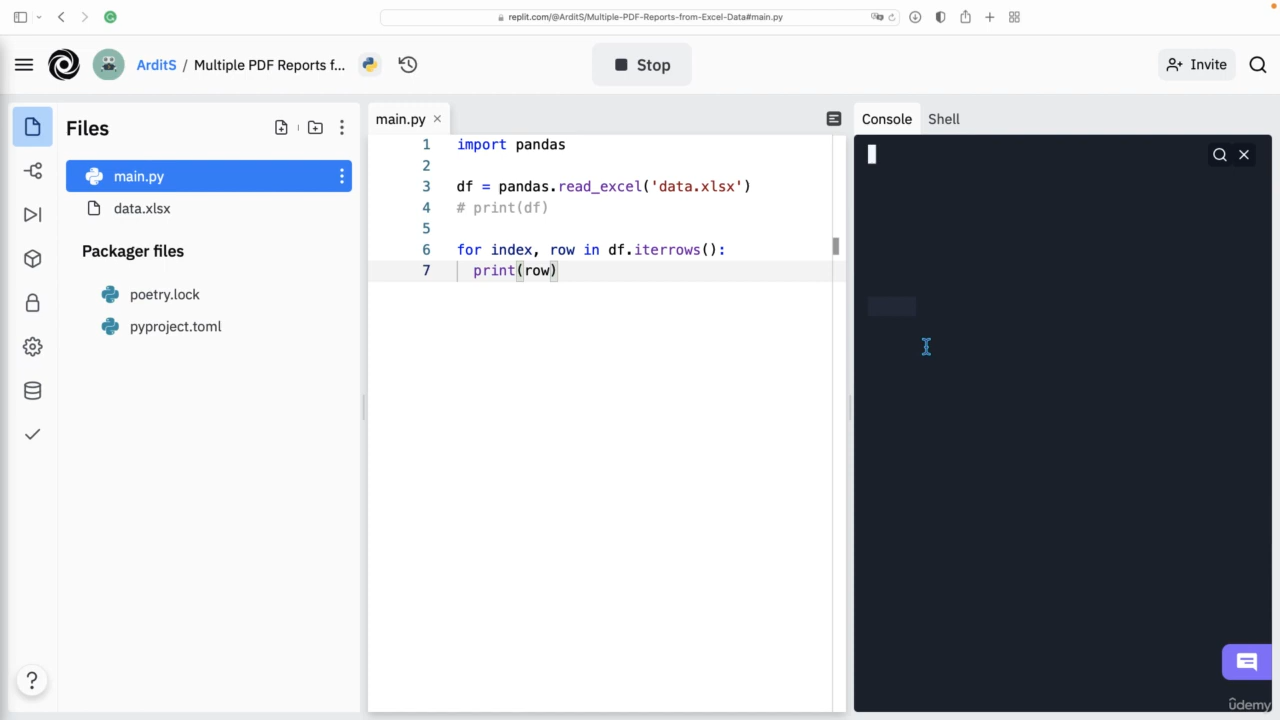 replit.com/@ArditS/Multiple-PDF-Reports-from-Excel-Data#main.py
ArditS / Multiple PDF Reports f...
Stop
Invite
Files
main.py
data.xlsx
Packager files
poetry.lock
pyproject.toml
?
main.py ×
1 import pandas
2
3 df = pandas.read_excel('data.xlsx')
4 # print(df)
5
6 for index, row in df.iterrows():
7 print(row)
Console Shell
ûdemy